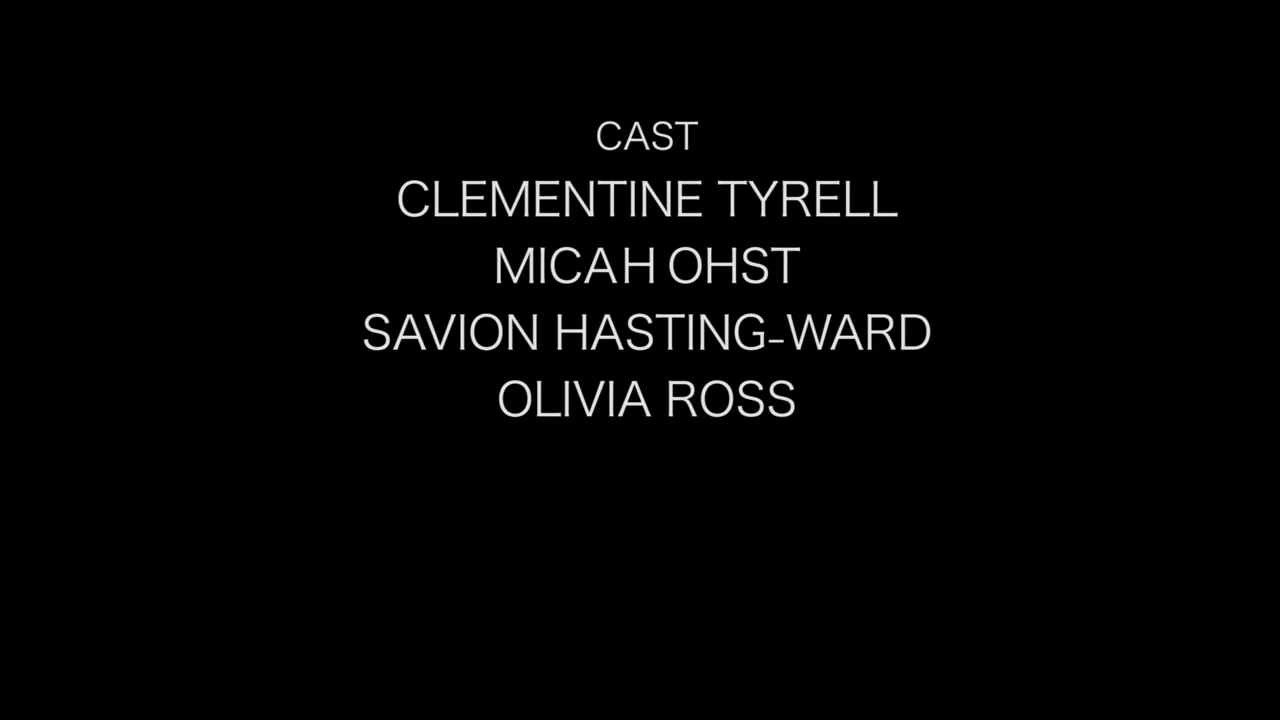 CAST
CLEMENTINE TYRELL
MICAH OHST
SAVION HASTING-WARD
OLIVIA ROSS